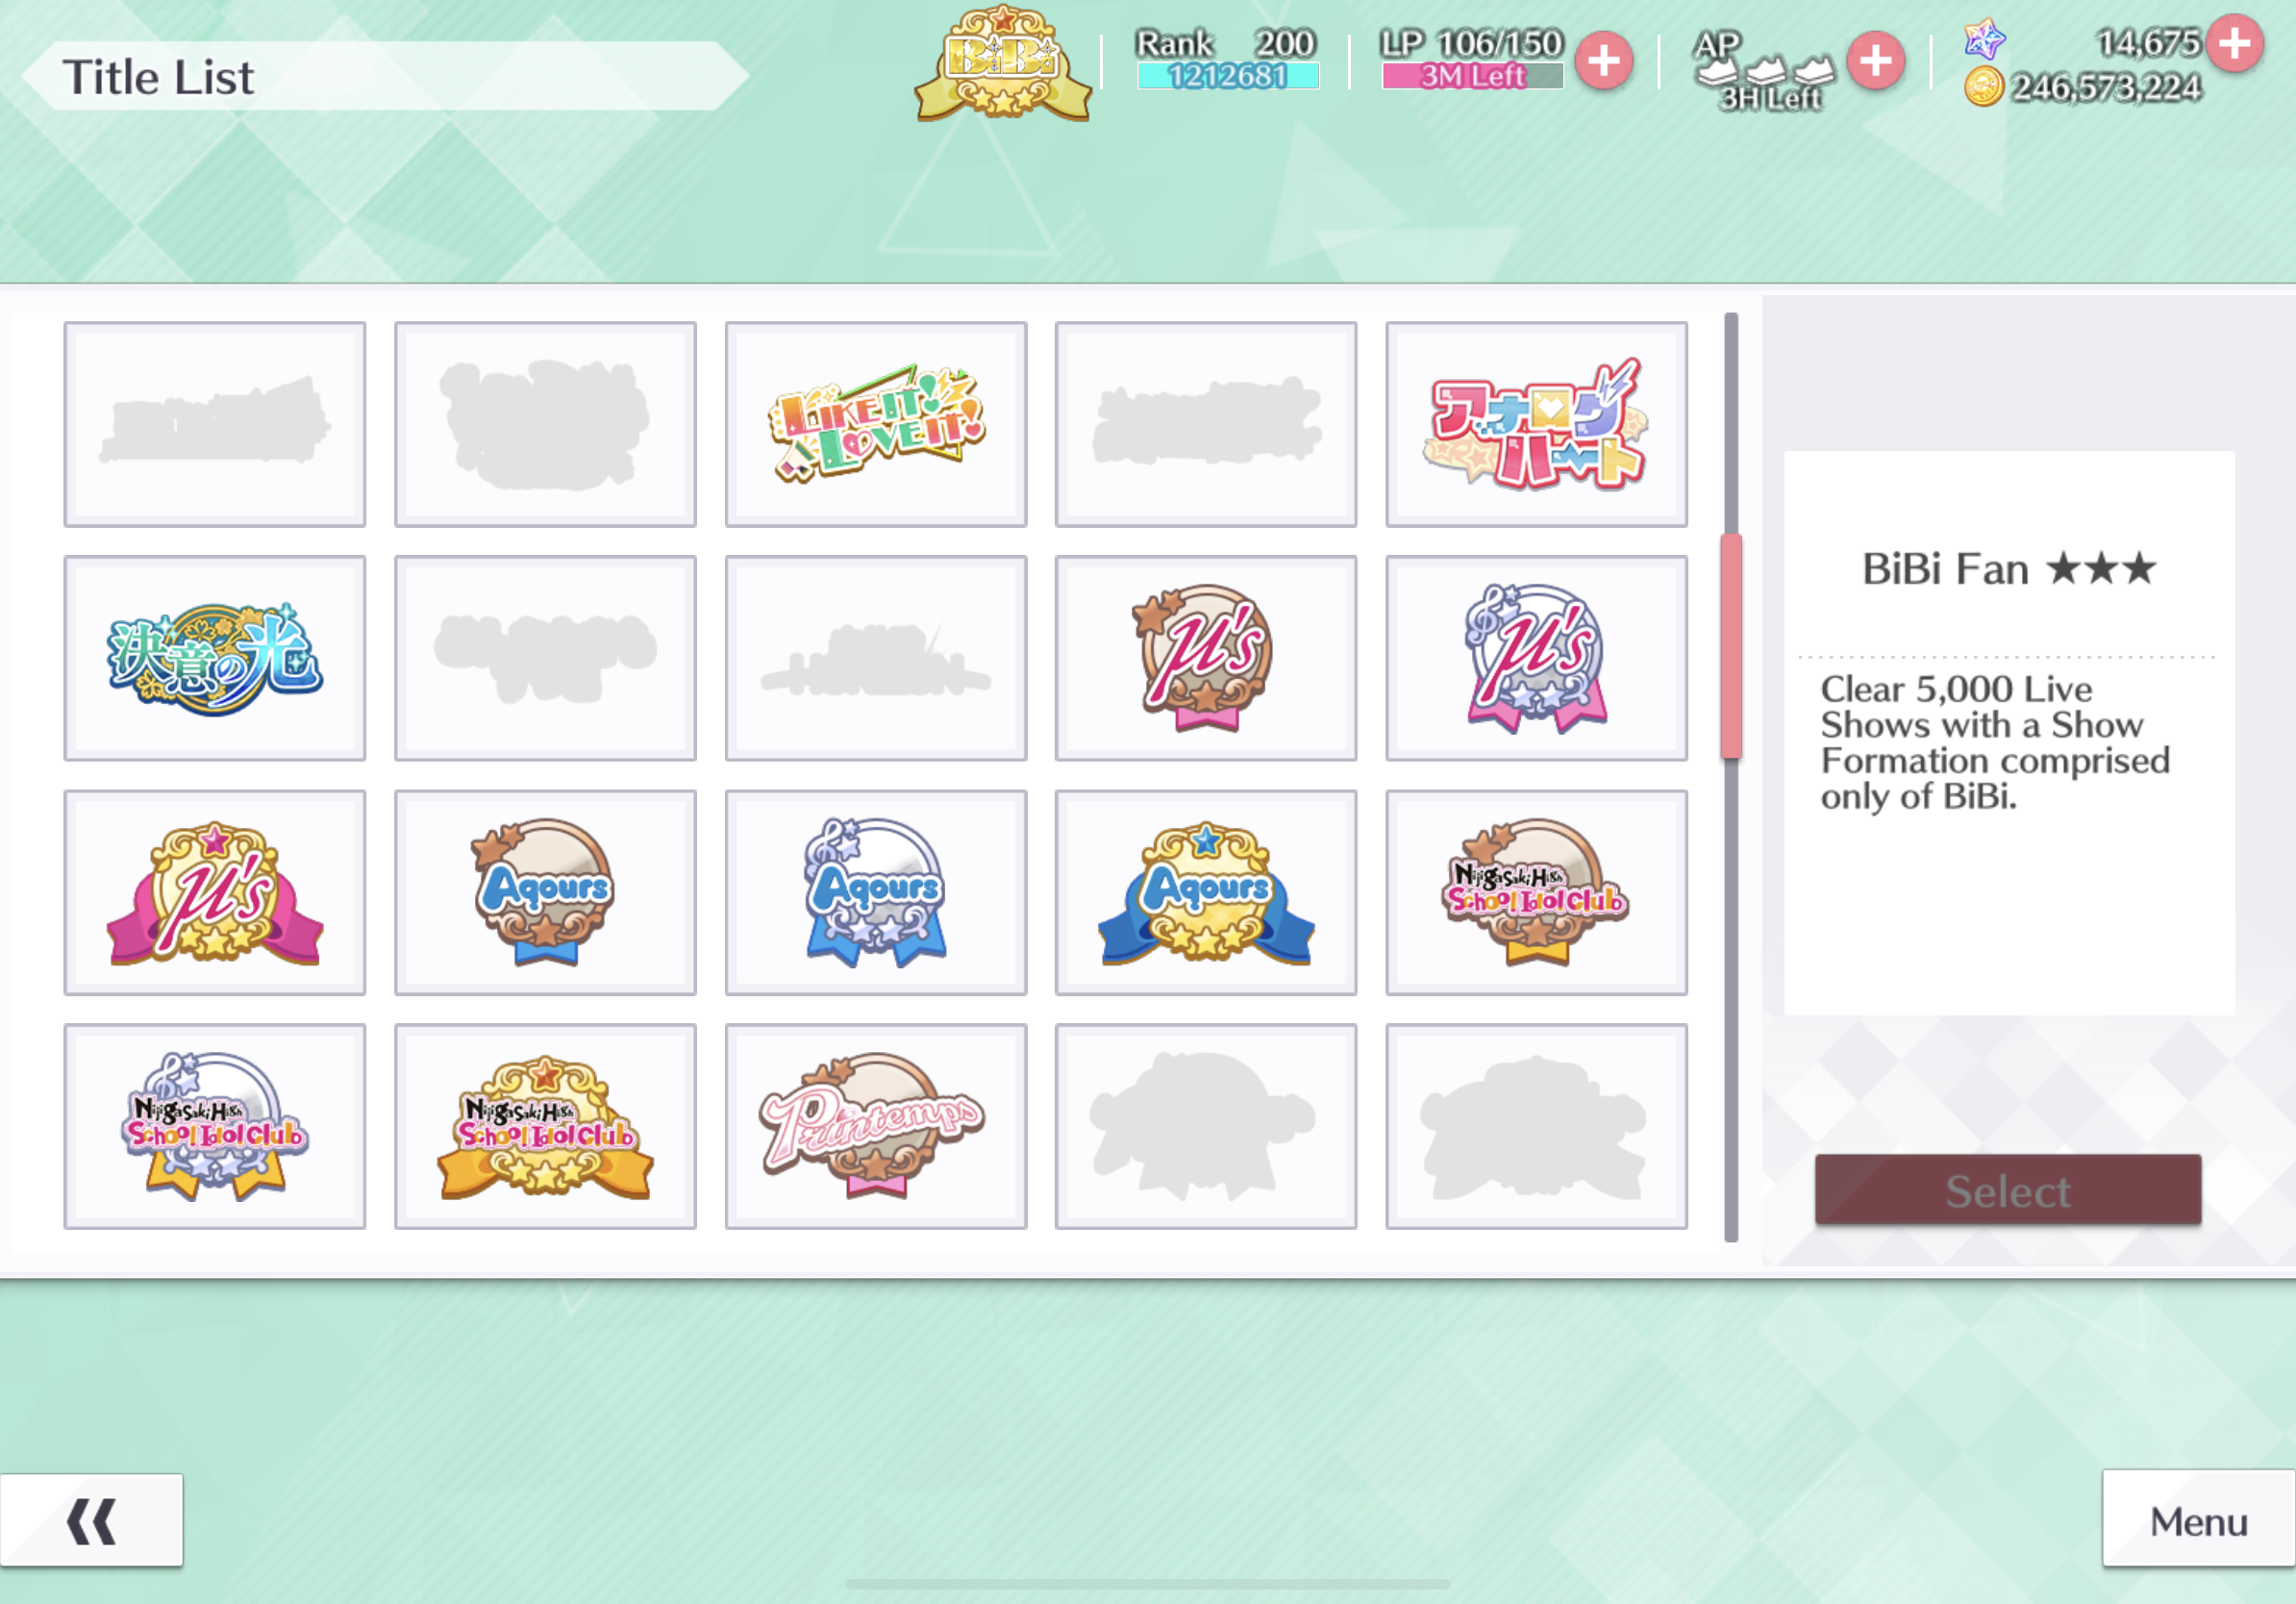 Title List
BiBi
Rank 200
1212681
LP 106/150
3M Left
AP
3H Left
14,675
246,573,224
LIKE IT! LOVE IT!
アナログハート
決意の光
μ's
μ's
μ's
Aqours
Aqours
Aqours
Nijigasaki High
School Idol Club
Nijigasaki High
School Idol Club
Nijigasaki High
School Idol Club
Printemps
BiBi Fan ★★★
Clear 5,000 Live
Shows with a Show
Formation comprised
only of BiBi.
Select
Menu